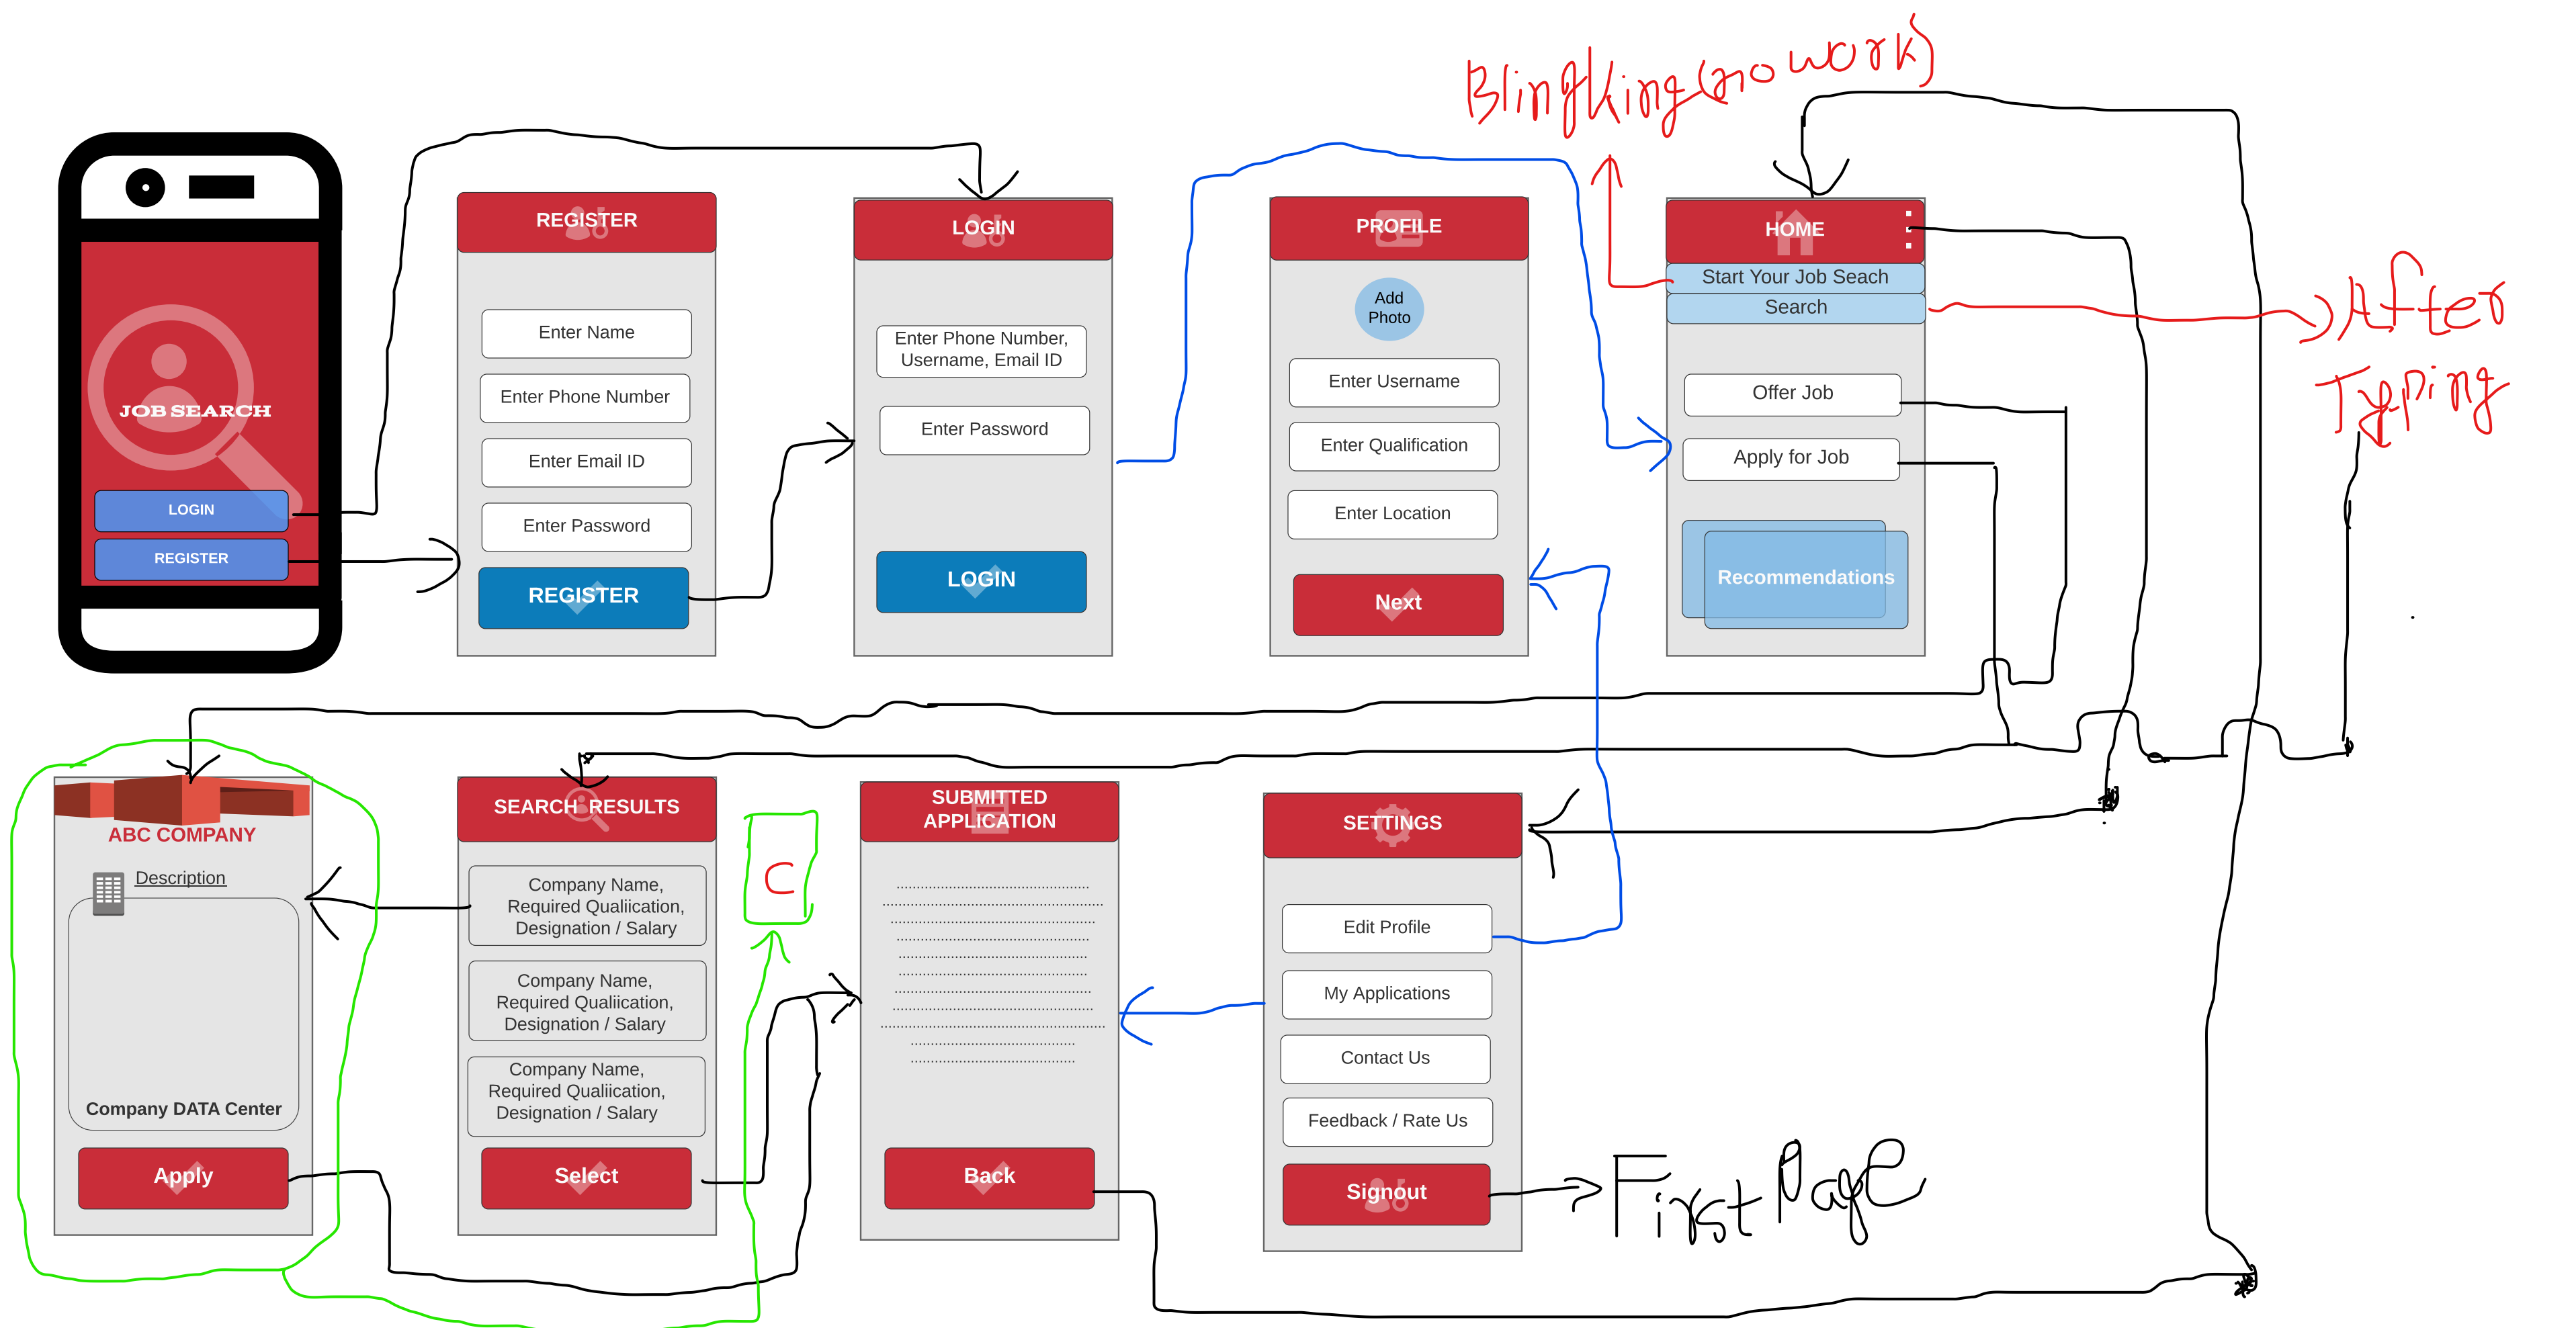 Blingking(no work)
JOB SEARCH
LOGIN
REGISTER
REGISTER
Enter Name
Enter Phone Number
Enter Email ID
Enter Password
REGISTER
LOGIN
Enter Phone Number,
Username, Email ID
Enter Password
LOGIN
PROFILE
Add
Photo
Enter Username
Enter Qualification
Enter Location
Next
HOME
Start Your Job Seach
Search
Offer Job
Apply for Job
Recommendations
After
Typing
ABC COMPANY
Description
Company DATA Center
Apply
SEARCH RESULTS
Company Name,
Required Qualiication,
Designation / Salary
Company Name,
Required Qualiication,
Designation / Salary
Company Name,
Required Qualiication,
Designation / Salary
Select
C
SUBMITTED
APPLICATION
Back
SETTINGS
Edit Profile
My Applications
Contact Us
Feedback / Rate Us
Signout
First Page